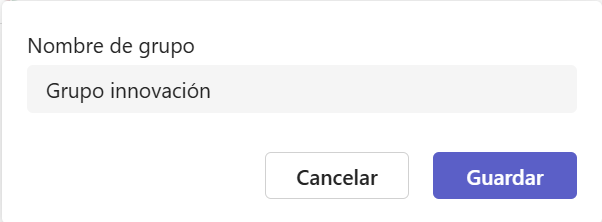 Nombre de grupo
Grupo innovación
Cancelar
Guardar